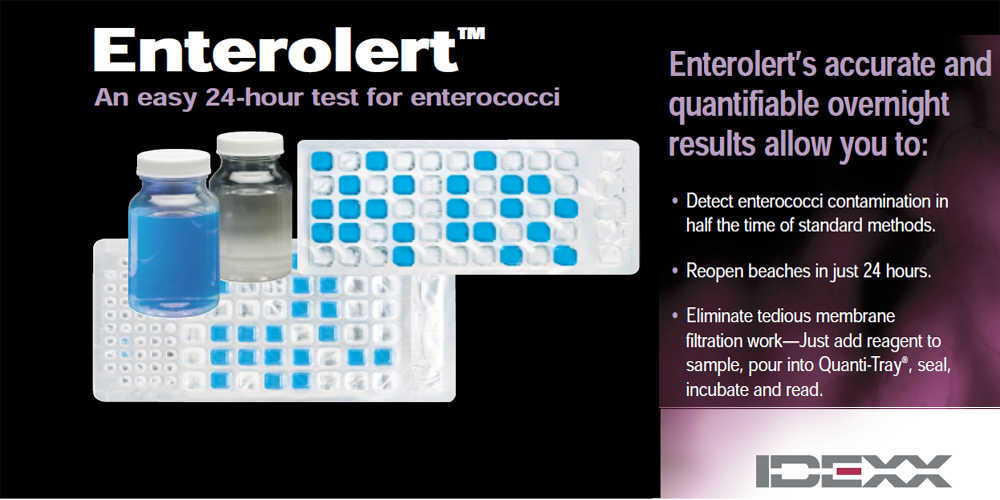 Enterolert™
An easy 24-hour test for enterococci
Enterolert's accurate and
quantifiable overnight
results allow you to:
• Detect enterococci contamination in
half the time of standard methods.
• Reopen beaches in just 24 hours.
• Eliminate tedious membrane
filtration work—Just add reagent to
sample, pour into Quanti-Tray®, seal,
incubate and read.
IDEXX